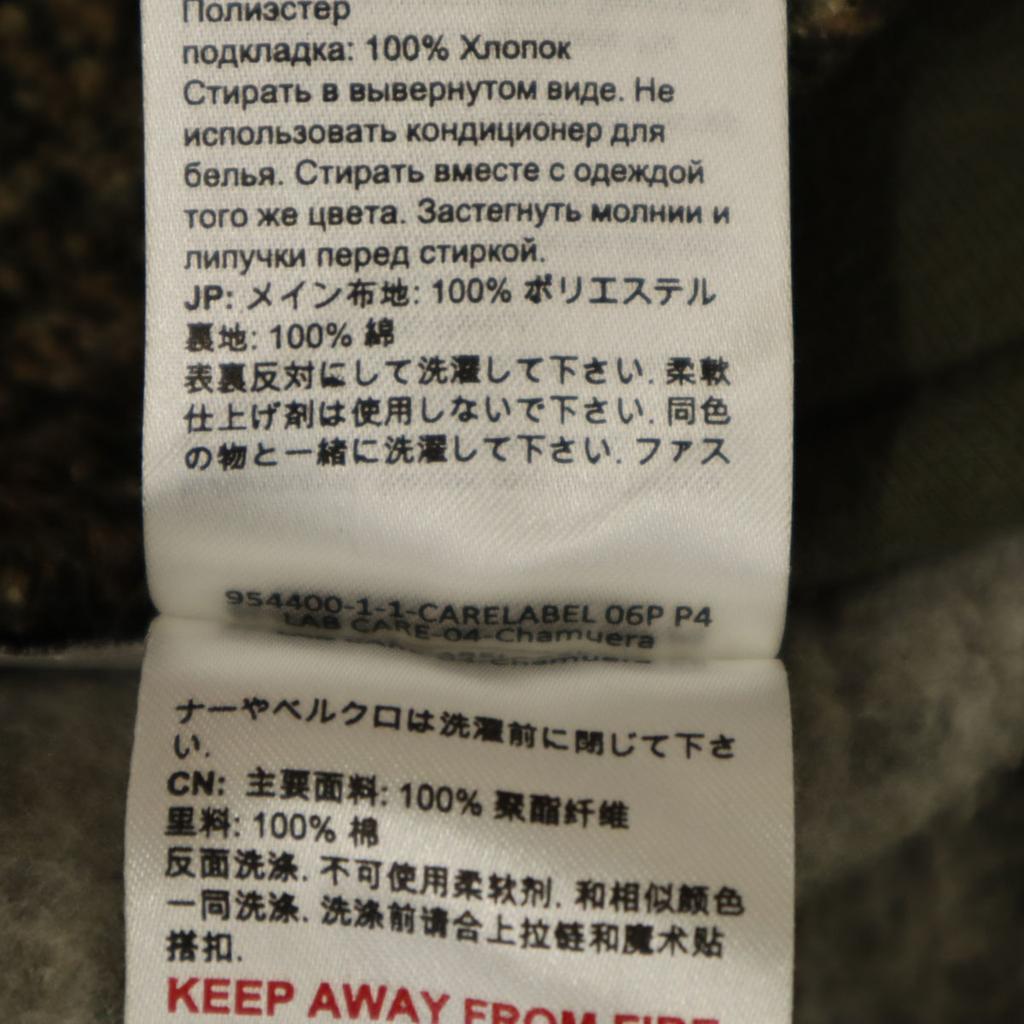 Полиэстер
подкладка: 100% Хлопок
Стирать в вывернутом виде. Не
использовать кондиционер для
белья. Стирать вместе с одеждой
того же цвета. Застегнуть молнии и
липучки перед стиркой.
JP: メイン布地: 100% ポリエステル
裏地: 100% 綿
表裏反対にして洗濯して下さい. 柔軟
仕上げ剤は使用しないで下さい. 同色
の物と一緒に洗濯して下さい. ファス
954400-1-1-CARELABEL 06P P4
LAB CARE-04-Chamuera
ナーやベルクロは洗濯前に閉じて下さ
い.
CN: 主要面料: 100% 聚酯纤维
里料: 100% 棉
反面洗涤. 不可使用柔软剂. 和相似颜色
一同洗涤. 洗涤前请合上拉链和魔术贴
搭扣.
KEEP AWAY FROM FIRE